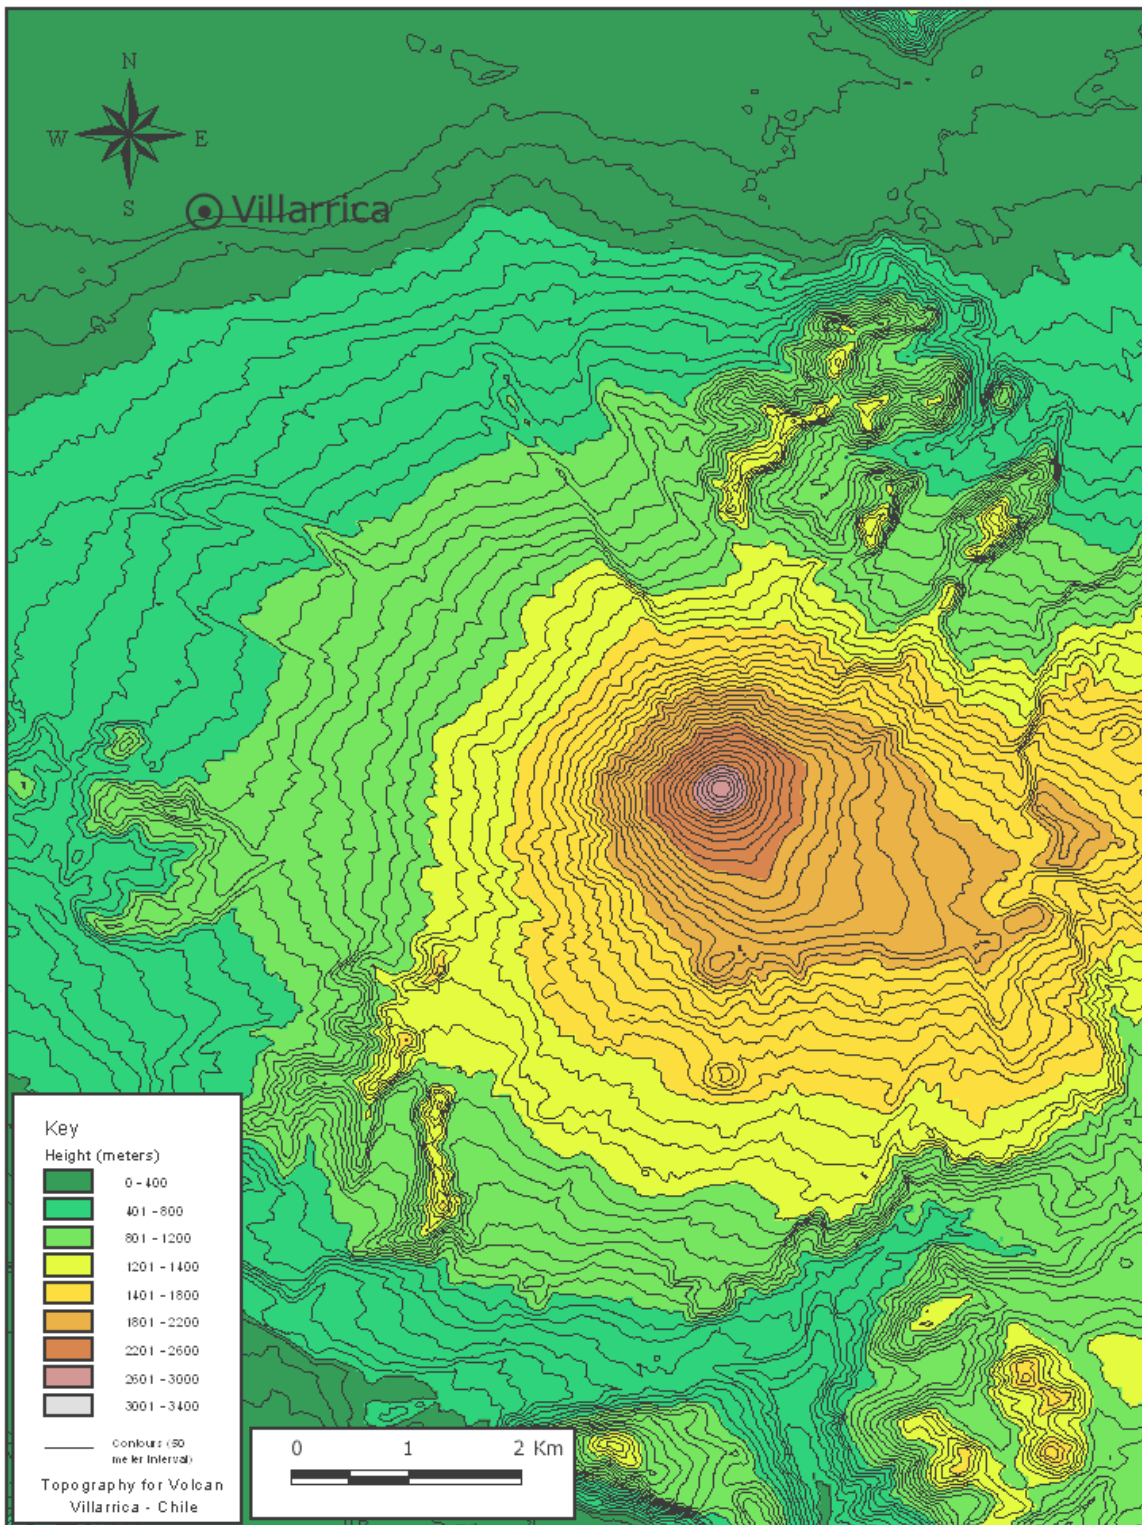 N
W E
S
Villarrica
Key
Height (meters)
0 - 400
401 - 800
801 - 1200
1201 - 1400
1401 - 1800
1801 - 2200
2201 - 2600
2601 - 3000
3001 - 3400
Contours (50
meter interval)
Topography for Volcan
Villarrica - Chile
0 1 2 Km